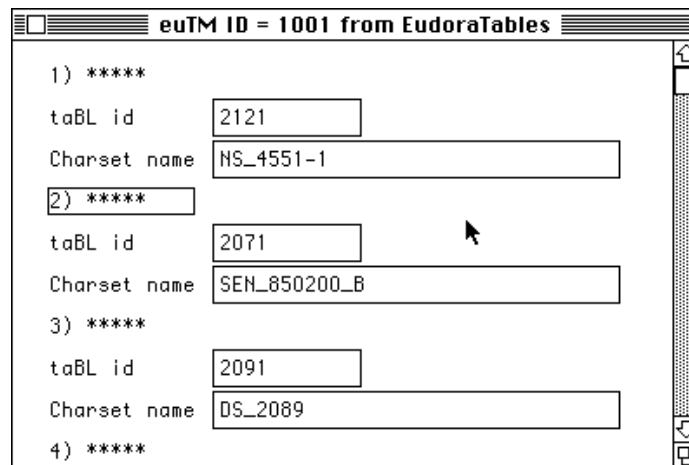 euTM ID = 1001 from EudoraTables
1) *****
taBL id 2121
Charset name NS_4551-1
2) *****
taBL id 2071
Charset name SEN_850200_B
3) *****
taBL id 2091
Charset name DS_2089
4) *****